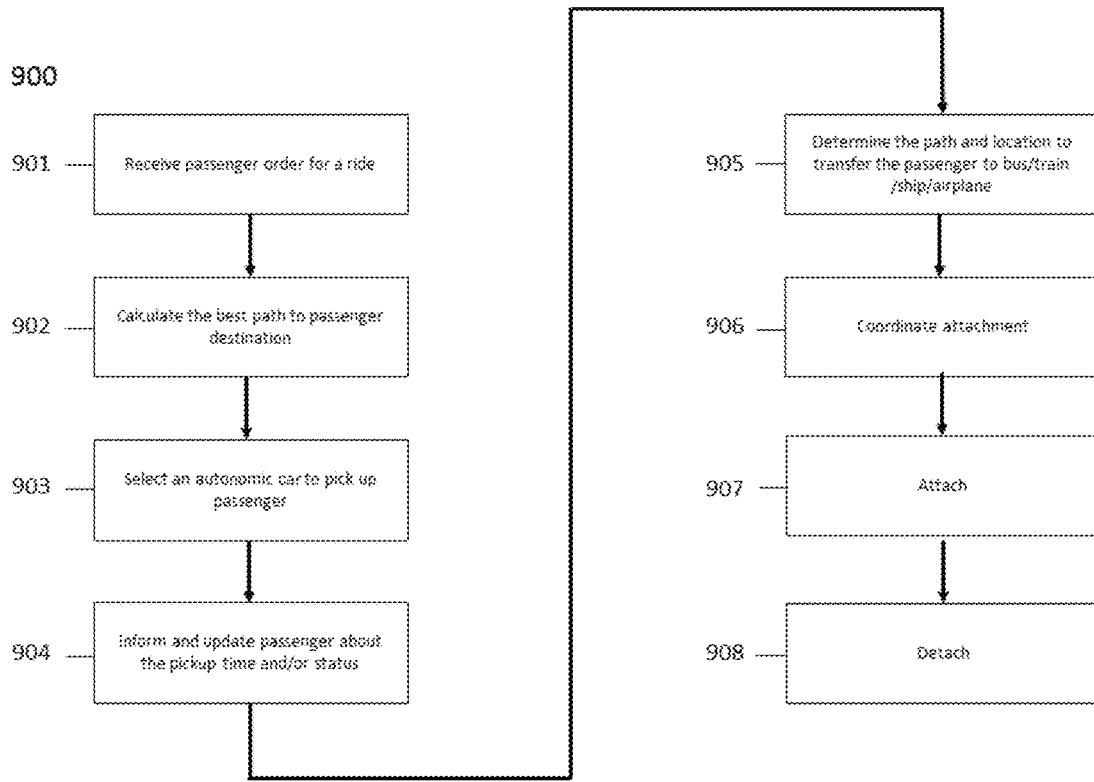 900
901
Receive passenger order for a ride
902
Calculate the best path to passenger
destination
903
Select an autonomic car to pick up
passenger
904
Inform and update passenger about
the pickup time and/or status
905
Determine the path and location to
transfer the passenger to bus/train
/ship/airplane
906
Coordinate attachment
907
Attach
908
Detach